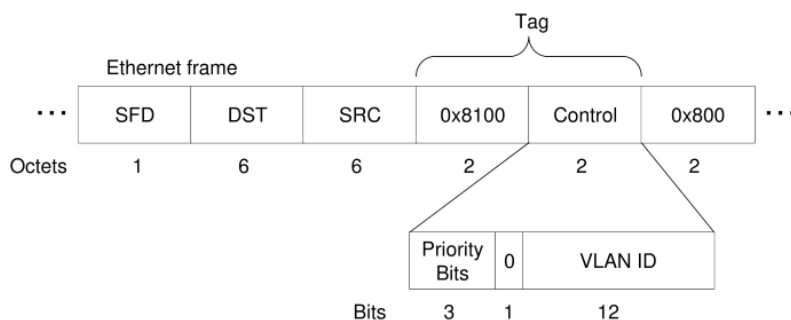 Tag
Ethernet frame
... SFD DST SRC 0x8100 Control 0x800 ...
Octets 1 6 6 2 2 2
Priority Bits 0 VLAN ID
Bits 3 1 12